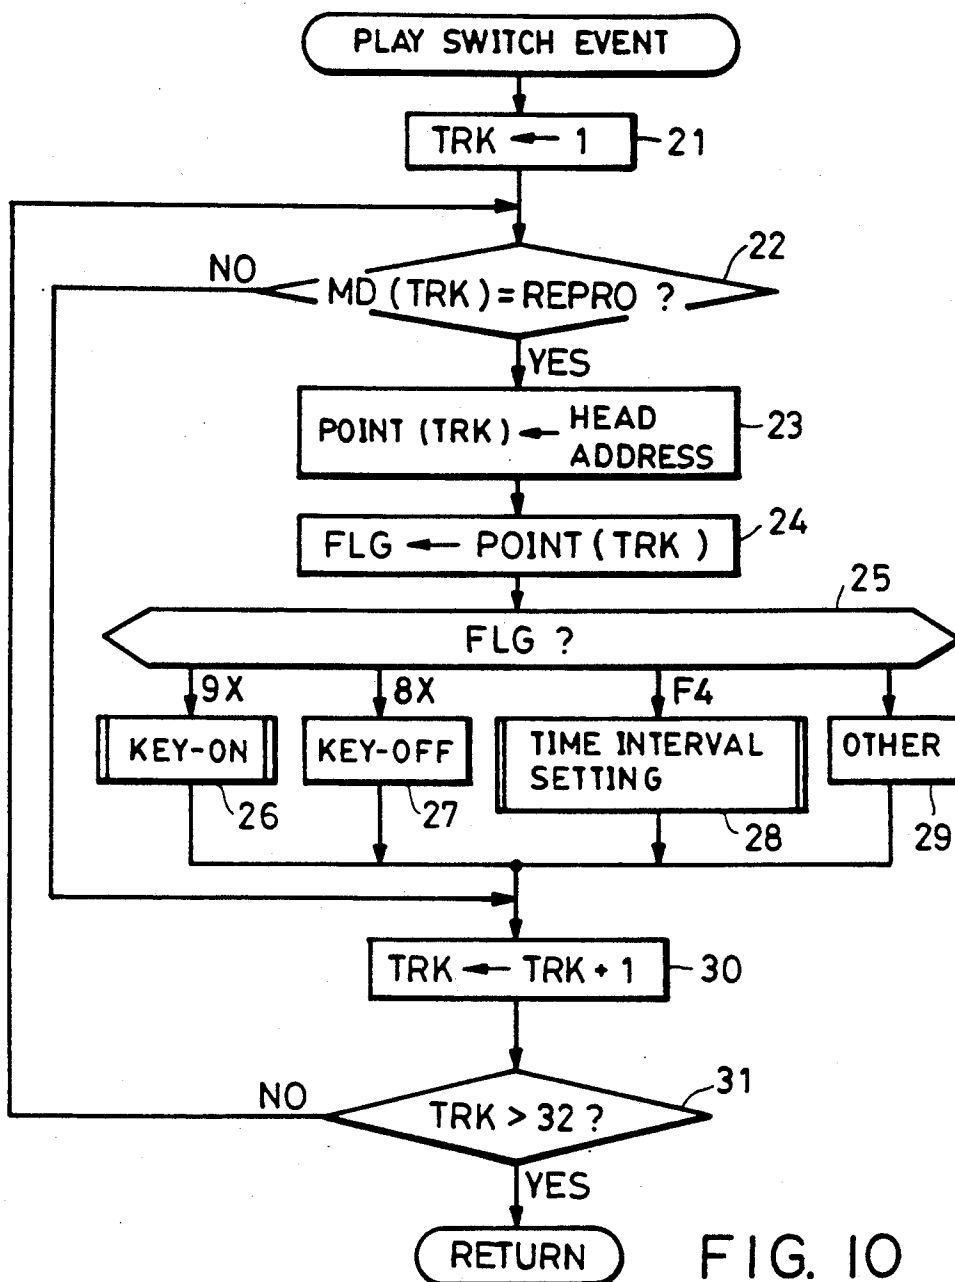 PLAY SWITCH EVENT
TRK ← 1
21
22
NO
MD (TRK) = REPRO ?
YES
POINT (TRK) ← HEAD
ADDRESS
23
24
FLG ← POINT (TRK)
25
FLG ?
9X
8X
F4
KEY-ON
KEY-OFF
TIME INTERVAL
SETTING
OTHER
26
27
28
29
TRK ← TRK + 1
30
31
NO
TRK > 32 ?
YES
RETURN
FIG. 10